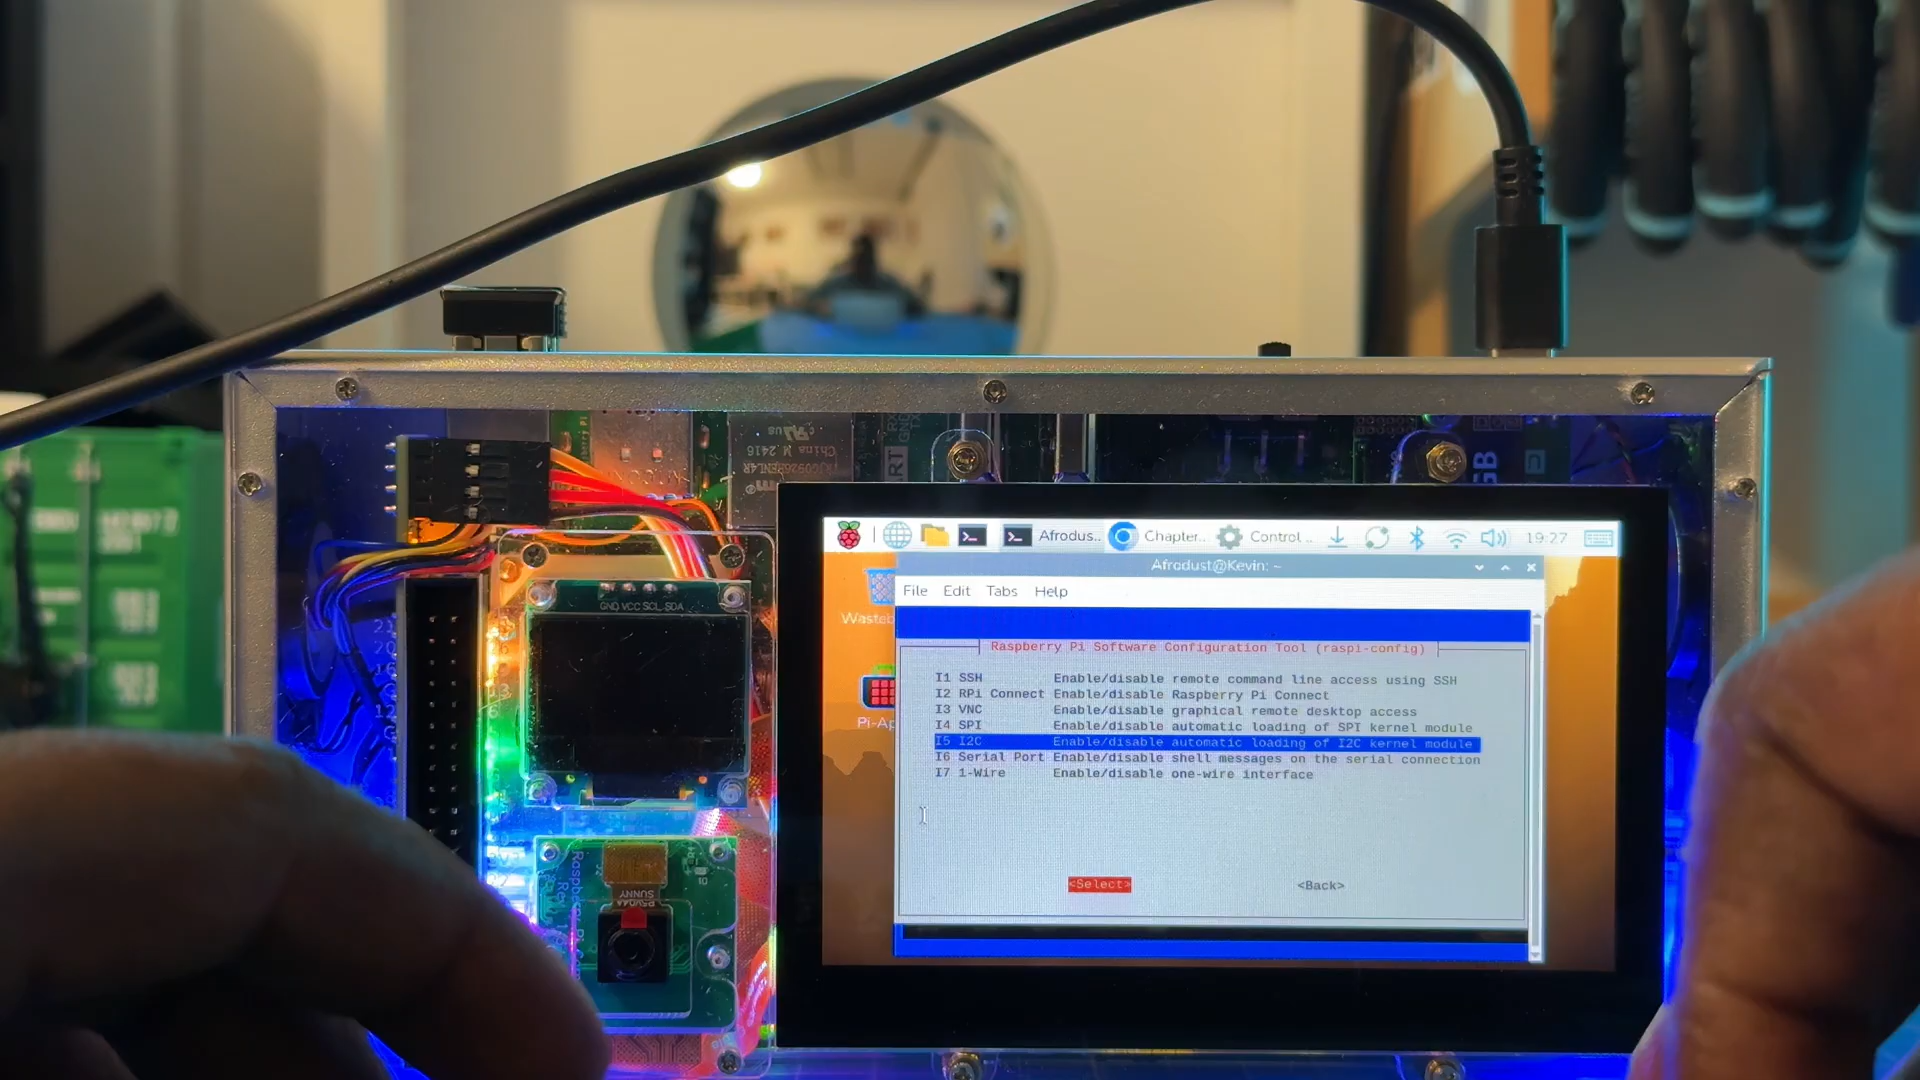 Afrodus..
Chapter..
Control ..
19:27
Afrodust@Kevin: ~
File Edit Tabs Help
Raspberry Pi Software Configuration Tool (raspi-config)
I1 SSH Enable/disable remote command line access using SSH
I2 RPi Connect Enable/disable Raspberry Pi Connect
I3 VNC Enable/disable graphical remote desktop access
I4 SPI Enable/disable automatic loading of SPI kernel module
I5 I2C Enable/disable automatic loading of I2C kernel module
I6 Serial Port Enable/disable shell messages on the serial connection
I7 1-Wire Enable/disable one-wire interface
<Select> <Back>
Pi-Ap
GND VCC SCL SDA
SUNNY
China M 2416